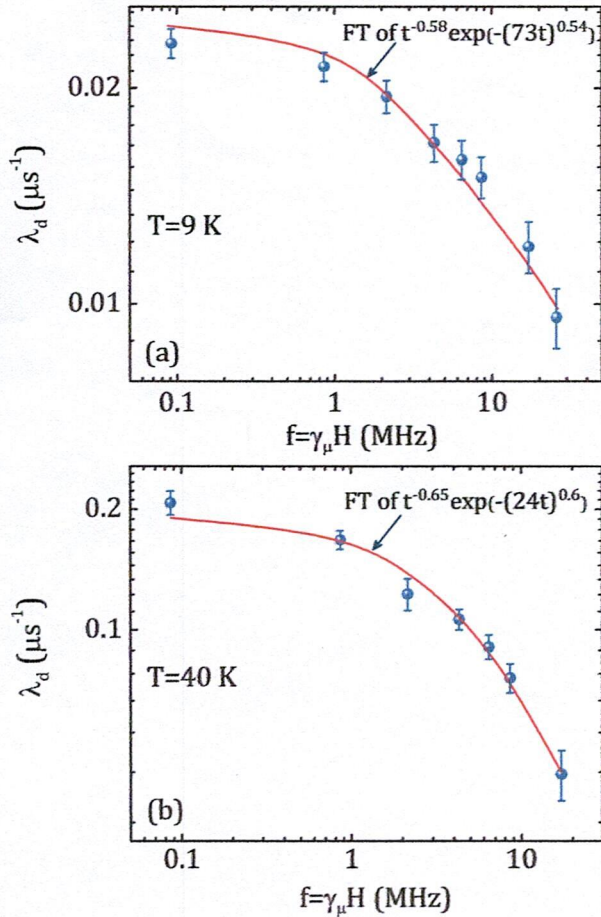 FT of t^-0.58 exp(-(73t)^0.54)
0.02
λd (μs^-1)
T=9 K
0.01
(a)
0.1 1 10
f=γμH (MHz)
FT of t^-0.65 exp(-(24t)^0.6)
0.2
0.1
λd (μs^-1)
T=40 K
(b)
0.1 1 10
f=γμH (MHz)